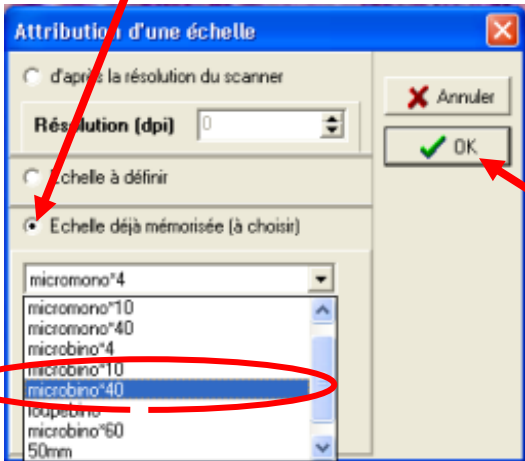 Attribution d'une échelle
d'après la résolution du scanner
Annuler
Résolution (dpi) 0
OK
Echelle à définir
Echelle déjà mémorisée (à choisir)
micromono*4
micromono*10
micromono*40
microbino*4
microbino*10
microbino*40
loupebino
microbino*60
50mm